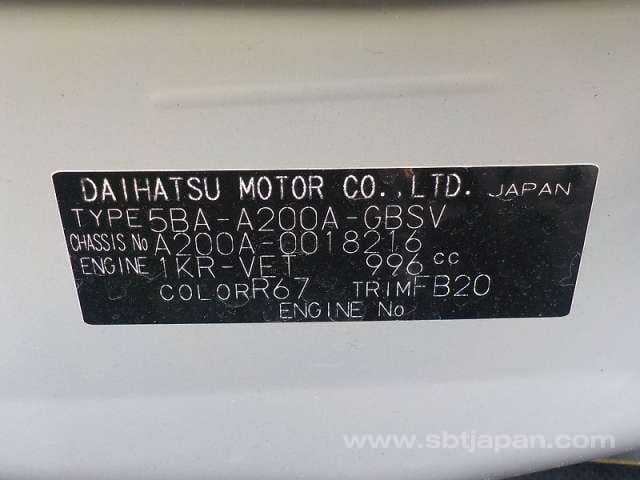 DAIHATSU MOTOR CO.,LTD. JAPAN
TYPE 5BA-A200A-GBSV
CHASSIS No A200A-0018216
ENGINE 1KR-VET 996 cc
COLOR R67 TRIM FB20
ENGINE No
www.sbtjapan.com